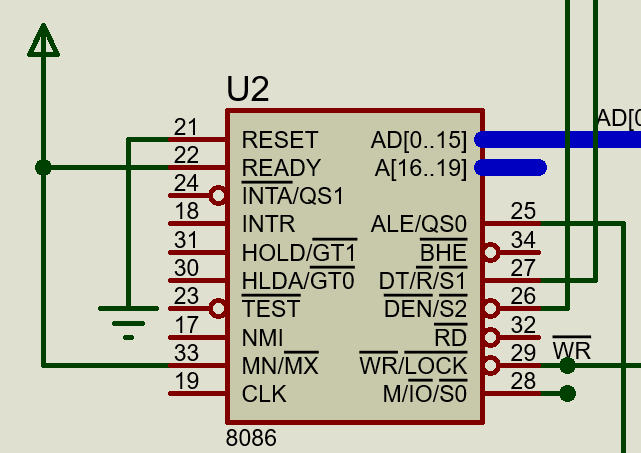 U2
AD[0
21 RESET AD[0..15]
22 READY A[16..19]
24 INTA/QS1
18 INTR ALE/QS0 25
31 HOLD/GT1 BHE 34
30 HLDA/GT0 DT/R/S1 27
23 TEST DEN/S2 26
17 NMI RD 32
33 MN/MX WR/LOCK 29 WR
19 CLK M/IO/S0 28
8086